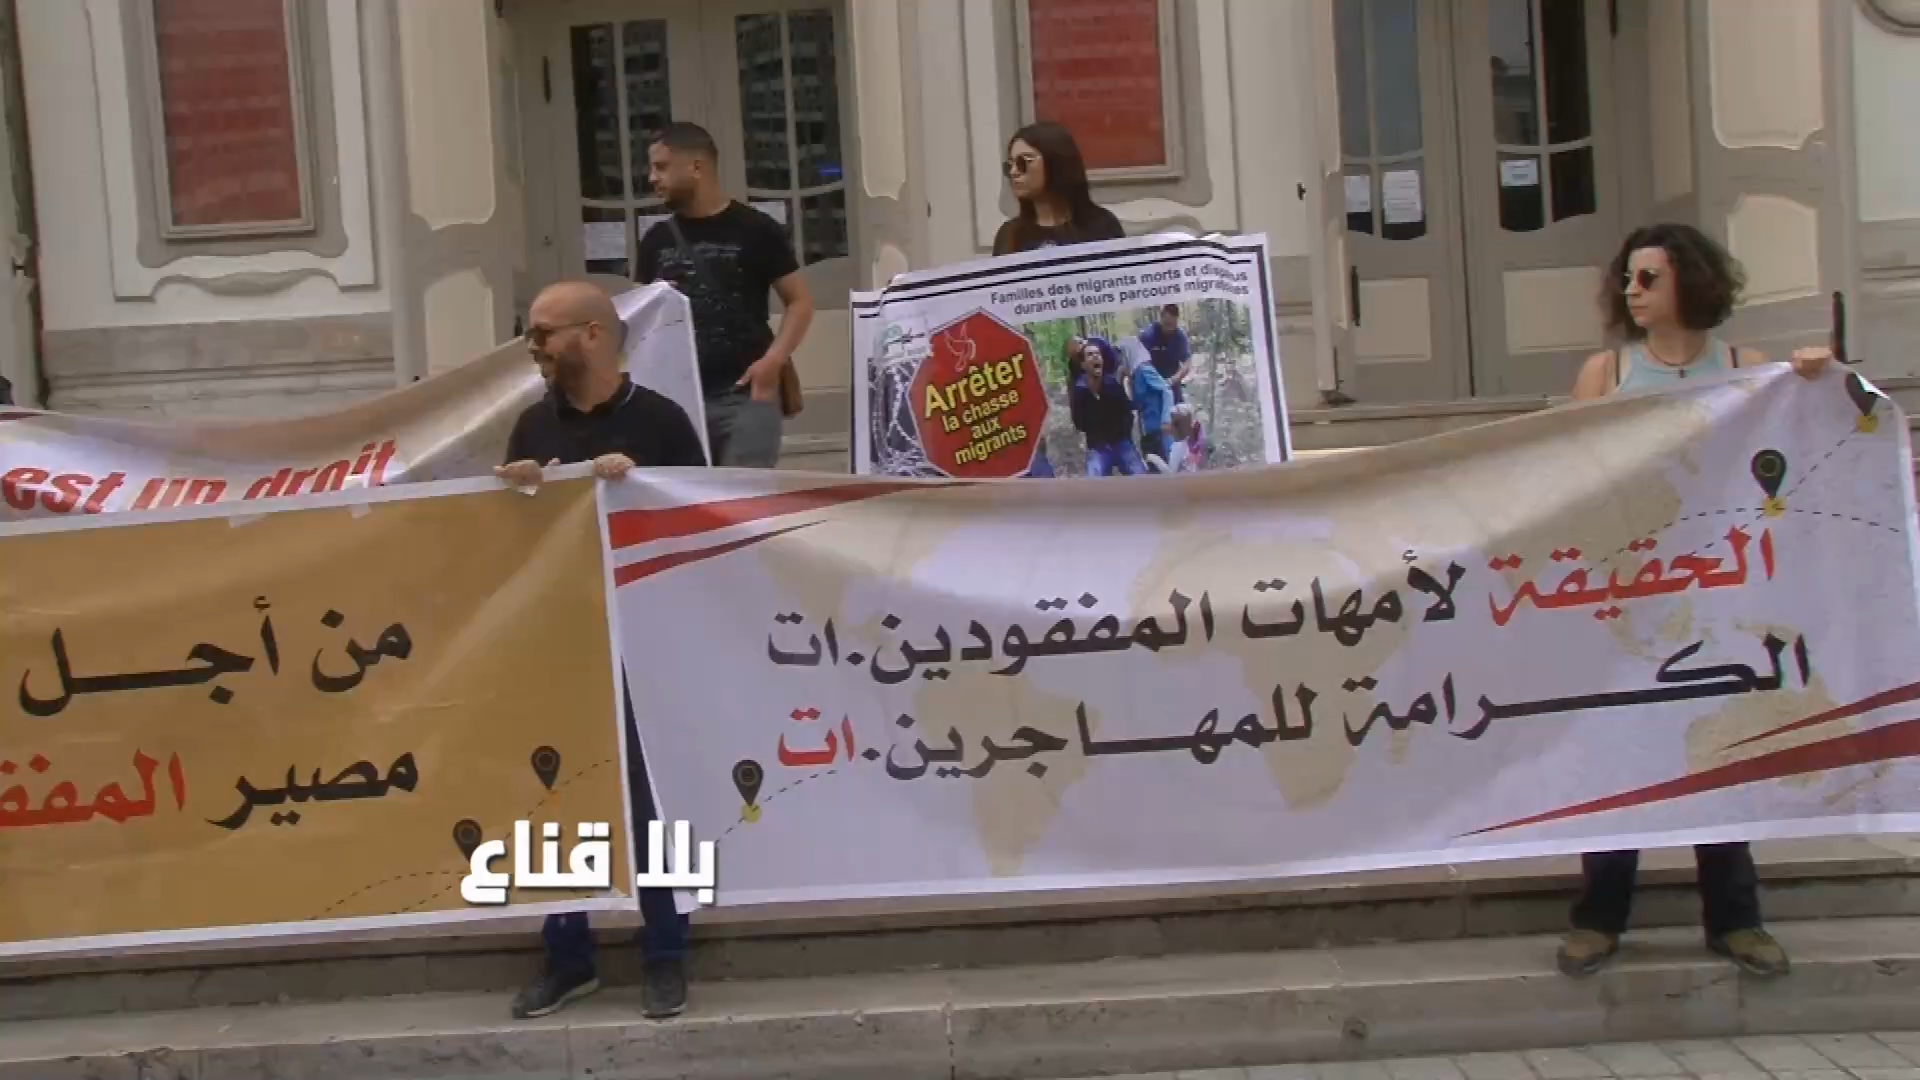 Familles des migrants morts et disparus
durant de leurs parcours migratoires
Arrêter
la chasse
aux
migrants
est un droit
الحقيقة لأمهات المفقودين.ات
الكرامة للمهاجرين.ات
من أجل
مصير
بلا قناع